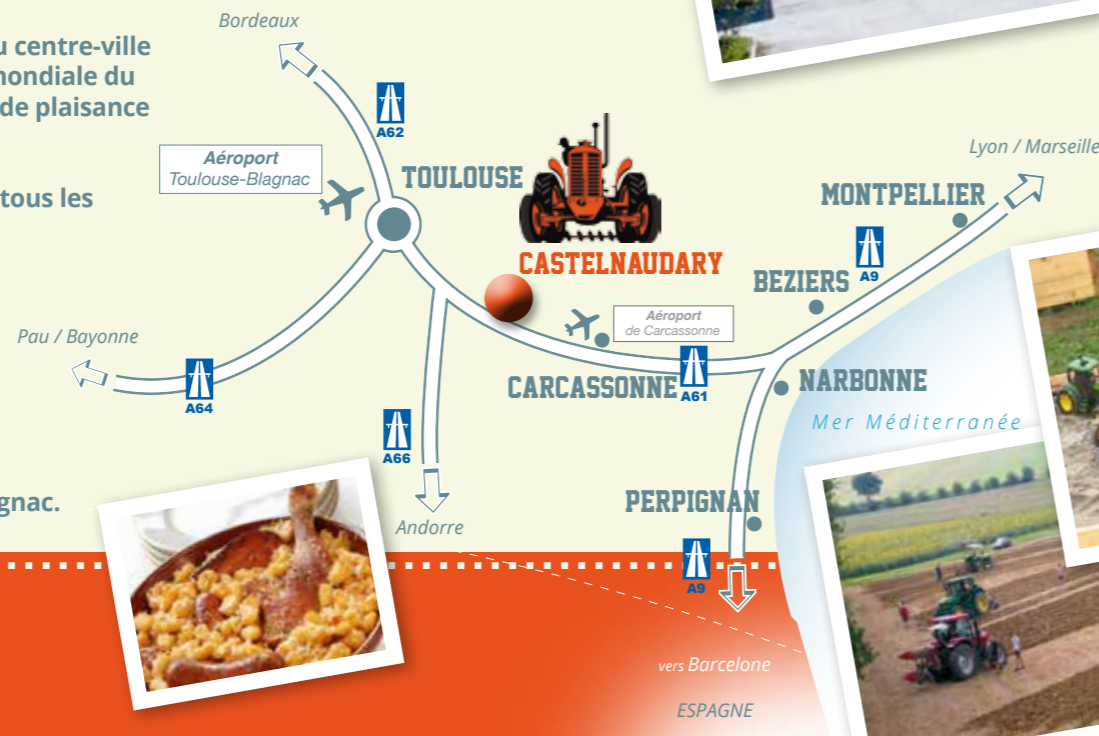 u centre-ville
mondiale du
de plaisance
tous les
gnac.
Bordeaux
A62
Aéroport
Toulouse-Blagnac
TOULOUSE
CASTELNAUDARY
Lyon / Marseille
MONTPELLIER
A9
BEZIERS
Aéroport
de Carcassonne
Pau / Bayonne
A64
CARCASSONNE
A61
NARBONNE
Mer Méditerranée
A66
Andorre
PERPIGNAN
A9
vers Barcelone
ESPAGNE